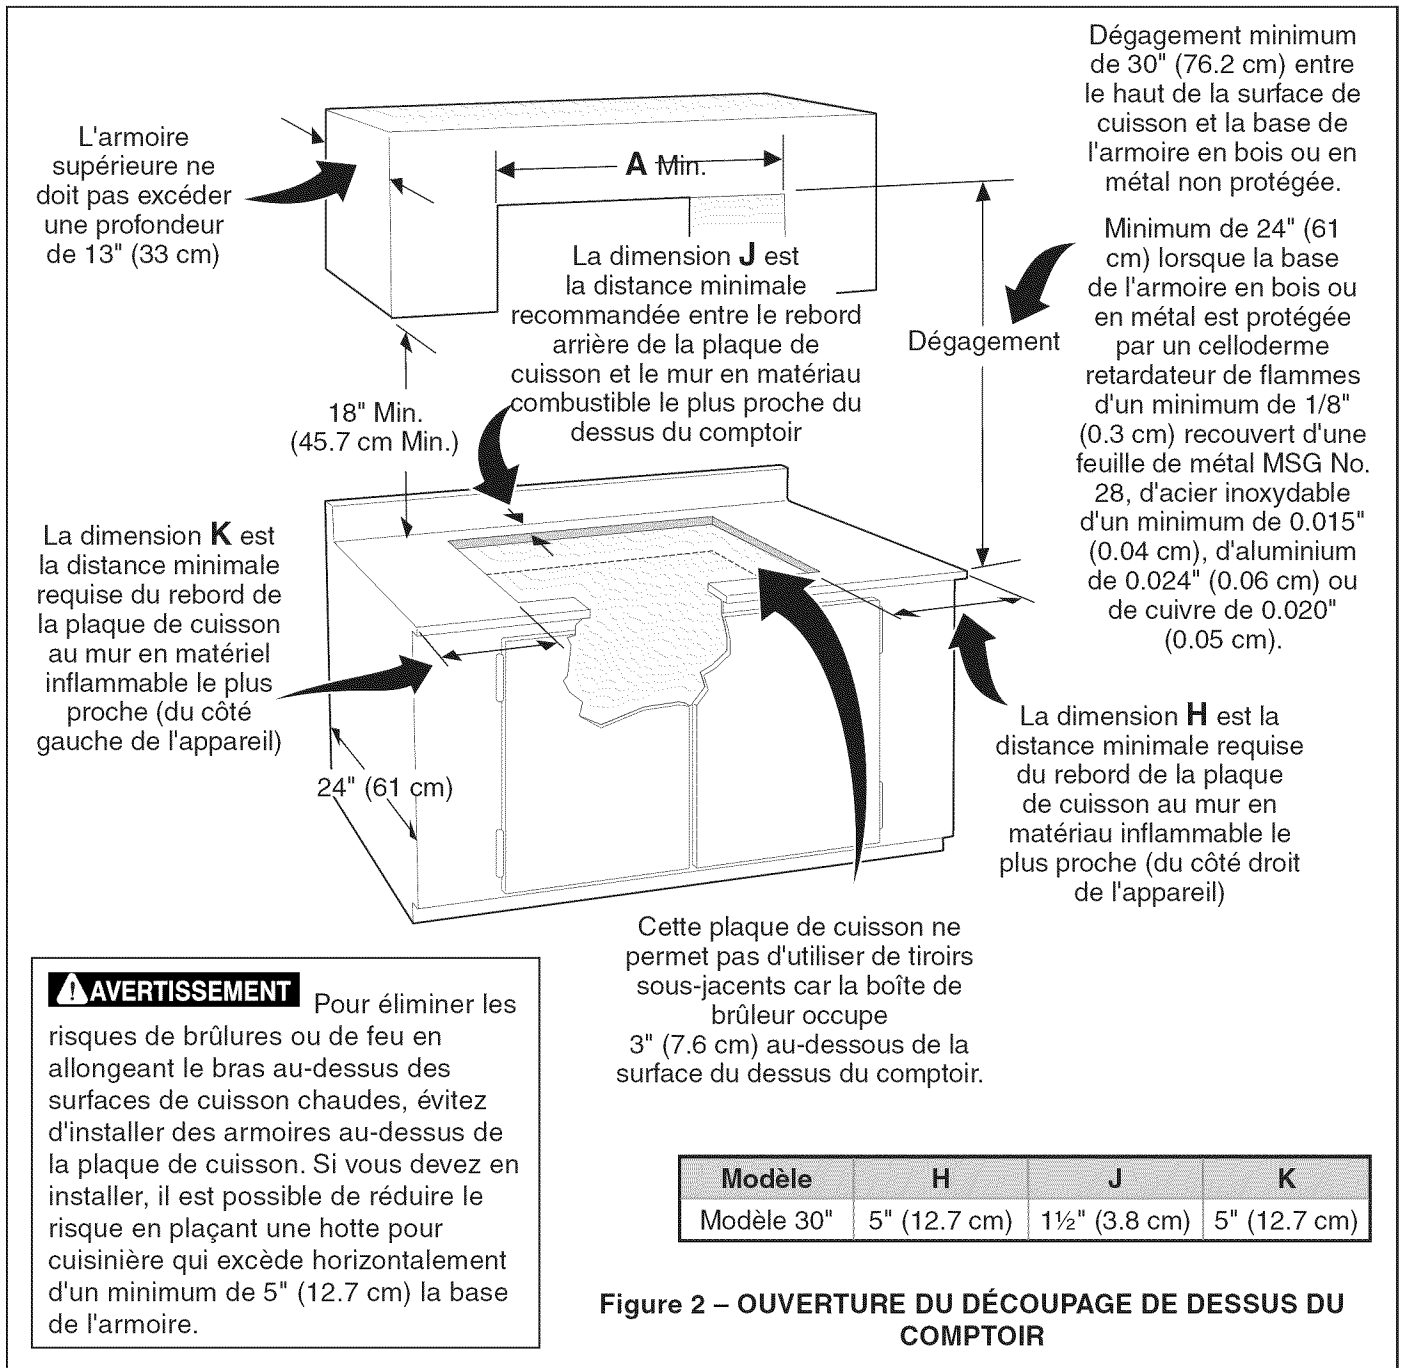 L'armoire
supérieure ne
doit pas excéder
une profondeur
de 13" (33 cm)
A Min.
Dégagement minimum
de 30" (76.2 cm) entre
le haut de la surface de
cuisson et la base de
l'armoire en bois ou en
métal non protégée.
Minimum de 24" (61
cm) lorsque la base
de l'armoire en bois ou
en métal est protégée
par un celloderme
retardateur de flammes
d'un minimum de 1/8"
(0.3 cm) recouvert d'une
feuille de métal MSG No.
28, d'acier inoxydable
d'un minimum de 0.015"
(0.04 cm), d'aluminium
de 0.024" (0.06 cm) ou
de cuivre de 0.020"
(0.05 cm).
La dimension J est
la distance minimale
recommandée entre le rebord
arrière de la plaque de
cuisson et le mur en matériau
combustible le plus proche du
dessus du comptoir
Dégagement
18" Min.
(45.7 cm Min.)
La dimension K est
la distance minimale
requise du rebord de
la plaque de cuisson
au mur en matériel
inflammable le plus
proche (du côté
gauche de l'appareil)
24" (61 cm)
La dimension H est la
distance minimale requise
du rebord de la plaque
de cuisson au mur en
matériau inflammable le
plus proche (du côté droit
de l'appareil)
Cette plaque de cuisson ne
permet pas d'utiliser de tiroirs
sous-jacents car la boîte de
brûleur occupe
3" (7.6 cm) au-dessous de la
surface du dessus du comptoir.
AVERTISSEMENT Pour éliminer les
risques de brûlures ou de feu en
allongeant le bras au-dessus des
surfaces de cuisson chaudes, évitez
d'installer des armoires au-dessus de
la plaque de cuisson. Si vous devez en
installer, il est possible de réduire le
risque en plaçant une hotte pour
cuisinière qui excède horizontalement
d'un minimum de 5" (12.7 cm) la base
de l'armoire.
Modèle H J K
Modèle 30" 5" (12.7 cm) 1½" (3.8 cm) 5" (12.7 cm)
Figure 2 – OUVERTURE DU DÉCOUPAGE DE DESSUS DU
COMPTOIR